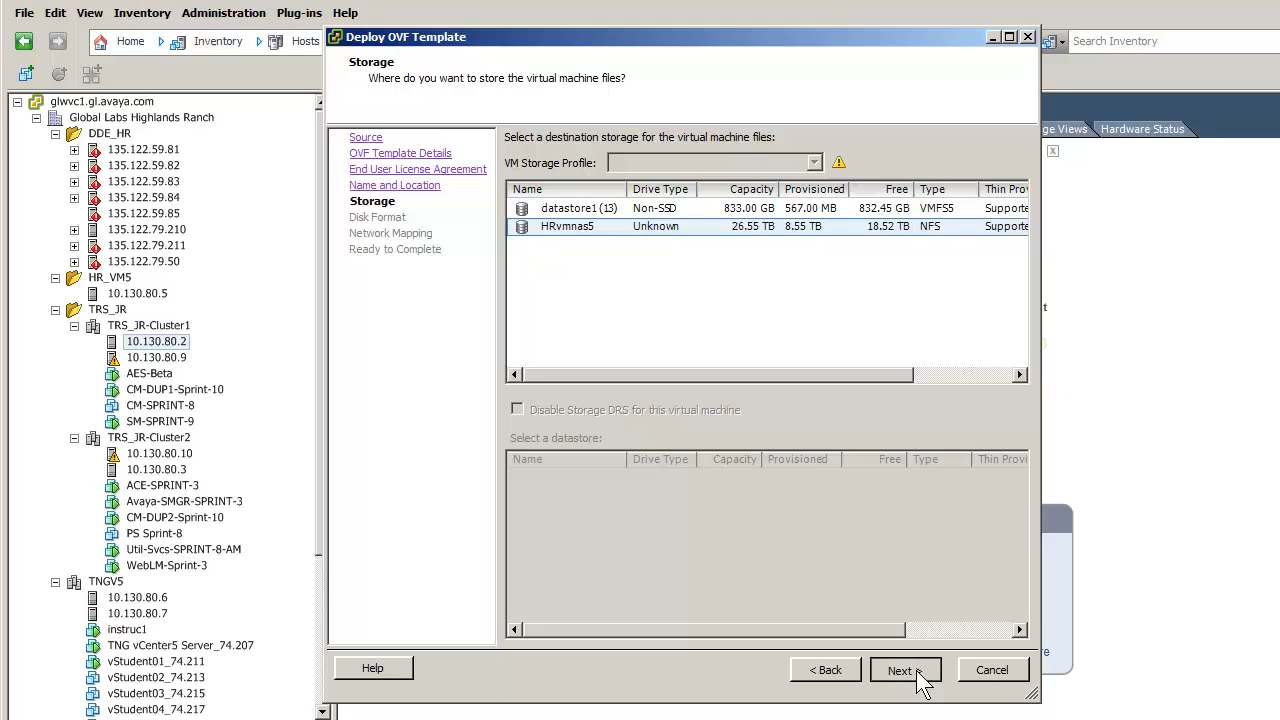 File Edit View Inventory Administration Plug-ins Help
Home Inventory Hosts
Search Inventory
Deploy OVF Template
Storage
Where do you want to store the virtual machine files?
glwvc1.gl.avaya.com
Global Labs Highlands Ranch
DDE_HR
135.122.59.81
135.122.59.82
135.122.59.83
135.122.59.84
135.122.59.85
135.122.79.210
135.122.79.211
135.122.79.50
HR_VM5
10.130.80.5
TRS_JR
TRS_JR-Cluster1
10.130.80.2
10.130.80.9
AES-Beta
CM-DUP1-Sprint-10
CM-SPRINT-8
SM-SPRINT-9
TRS_JR-Cluster2
10.130.80.10
10.130.80.3
ACE-SPRINT-3
Avaya-SMGR-SPRINT-3
CM-DUP2-Sprint-10
PS Sprint-8
Util-Svcs-SPRINT-8-AM
WebLM-Sprint-3
TNGV5
10.130.80.6
10.130.80.7
instruc1
TNG vCenter5 Server_74.207
vStudent01_74.211
vStudent02_74.213
vStudent03_74.215
vStudent04_74.217
Source
OVF Template Details
End User License Agreement
Name and Location
Storage
Disk Format
Network Mapping
Ready to Complete
Select a destination storage for the virtual machine files:
VM Storage Profile:
Name Drive Type Capacity Provisioned Free Type Thin Prov
datastore1 (13) Non-SSD 833.00 GB 567.00 MB 832.45 GB VMFS5 Supporte
HRvmnas5 Unknown 26.55 TB 8.55 TB 18.52 TB NFS Supporte
Disable Storage DRS for this virtual machine
Select a datastore:
Name Drive Type Capacity Provisioned Free Type Thin Provi
Help < Back Next > Cancel
ge Views Hardware Status
t
e